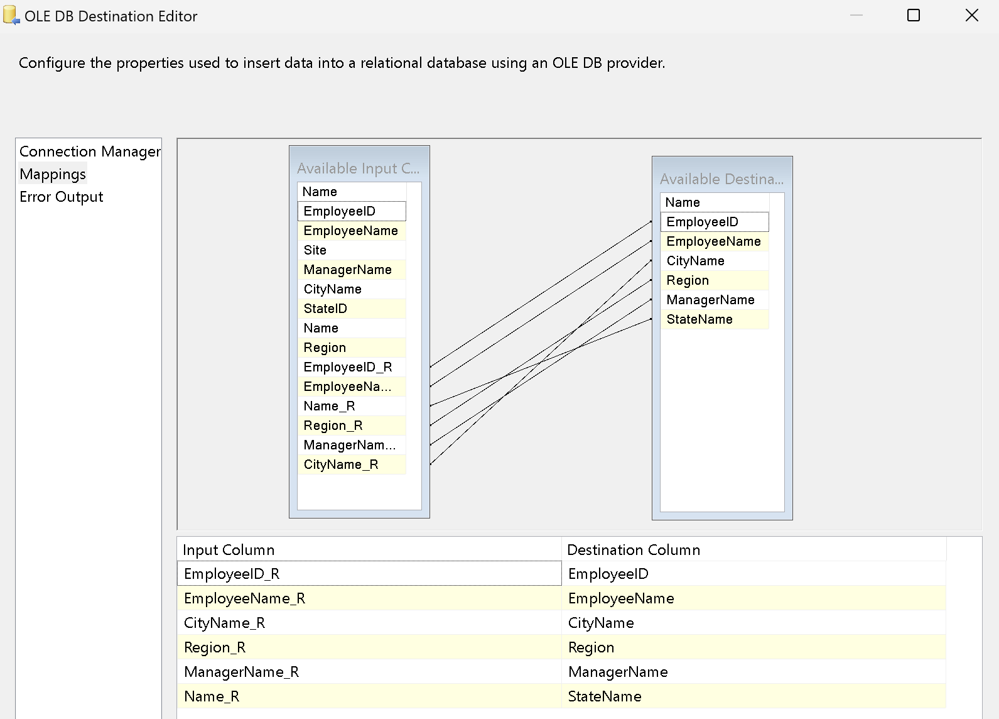 OLE DB Destination Editor
Configure the properties used to insert data into a relational database using an OLE DB provider.
Connection Manager
Mappings
Error Output
Available Input C...
Name
EmployeeID
EmployeeName
Site
ManagerName
CityName
StateID
Name
Region
EmployeeID_R
EmployeeNa...
Name_R
Region_R
ManagerNam...
CityName_R
Available Destina...
Name
EmployeeID
EmployeeName
CityName
Region
ManagerName
StateName
Input Column Destination Column
EmployeeID_R EmployeeID
EmployeeName_R EmployeeName
CityName_R CityName
Region_R Region
ManagerName_R ManagerName
Name_R StateName